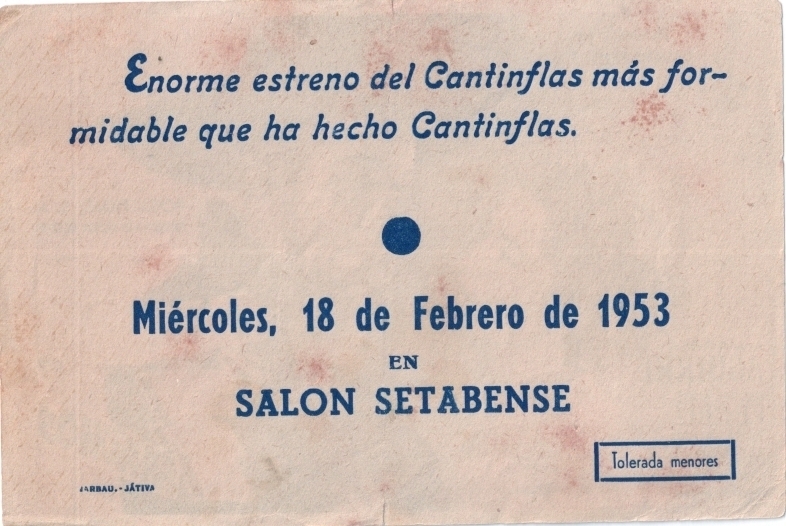 Enorme estreno del Cantinflas más for-
midable que ha hecho Cantinflas.
Miércoles, 18 de Febrero de 1953
EN
SALON SETABENSE
Tolerada menores
JÁTIVA